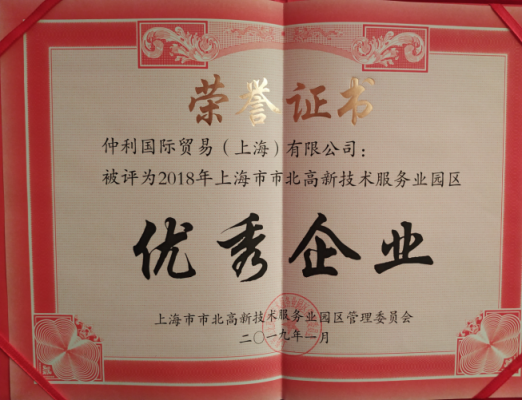 荣誉证书
仲利国际贸易（上海）有限公司：
被评为2018年上海市市北高新技术服务业园区
优秀企业
上海市市北高新技术服务业园区管理委员会
二〇一九年一月